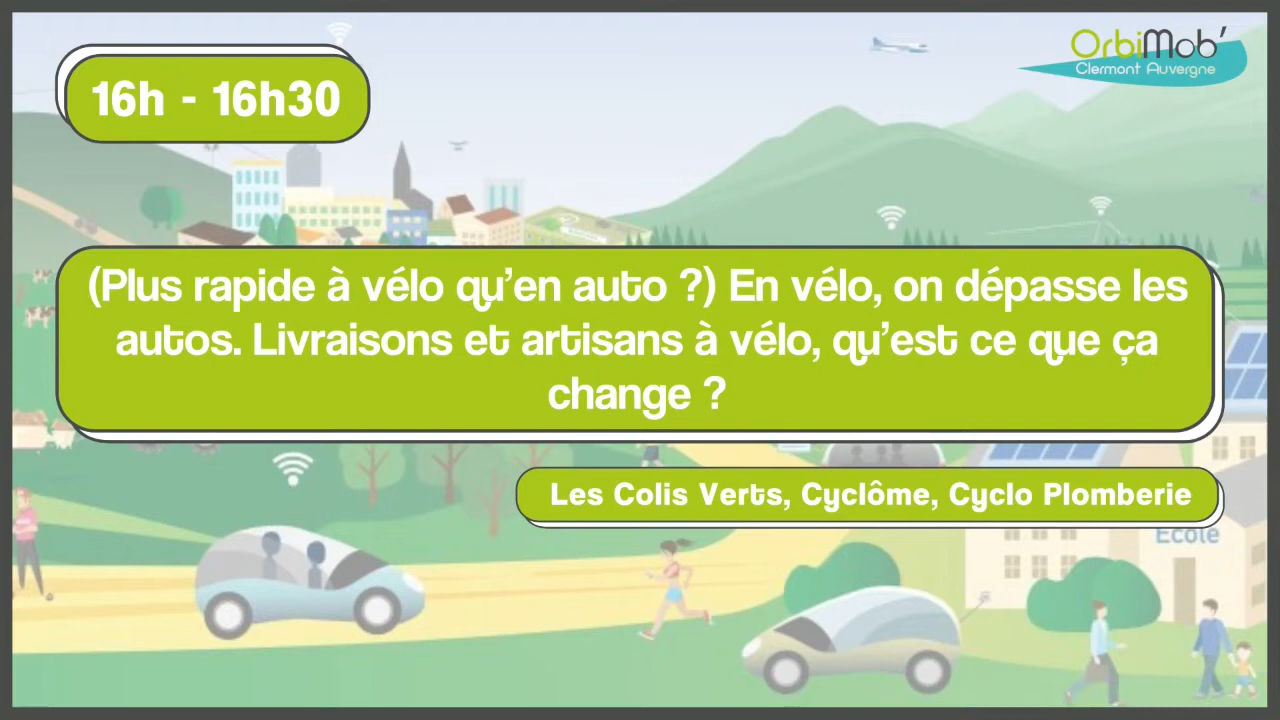 OrbiMob'
Clermont Auvergne
16h - 16h30
(Plus rapide à vélo qu'en auto ?) En vélo, on dépasse les
autos. Livraisons et artisans à vélo, qu'est ce que ça
change ?
Les Colis Verts, Cyclôme, Cyclo Plomberie
Ecole